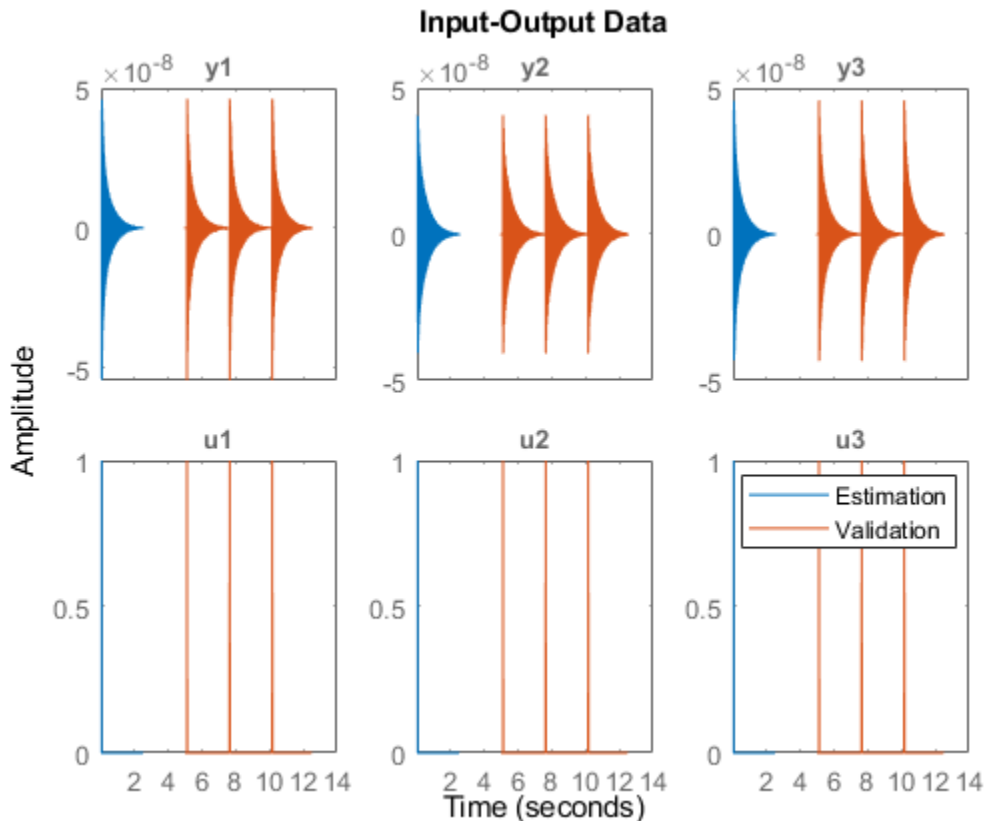 Input-Output Data
×10⁻⁸ y1
5
0
-5
×10⁻⁸ y2
5
0
-5
×10⁻⁸ y3
5
0
-5
Amplitude
u1
1
0.5
0
2 4 6 8 10 12 14
u2
1
0.5
0
2 4 6 8 10 12 14
u3
1
0.5
0
2 4 6 8 10 12 14
Estimation
Validation
Time (seconds)